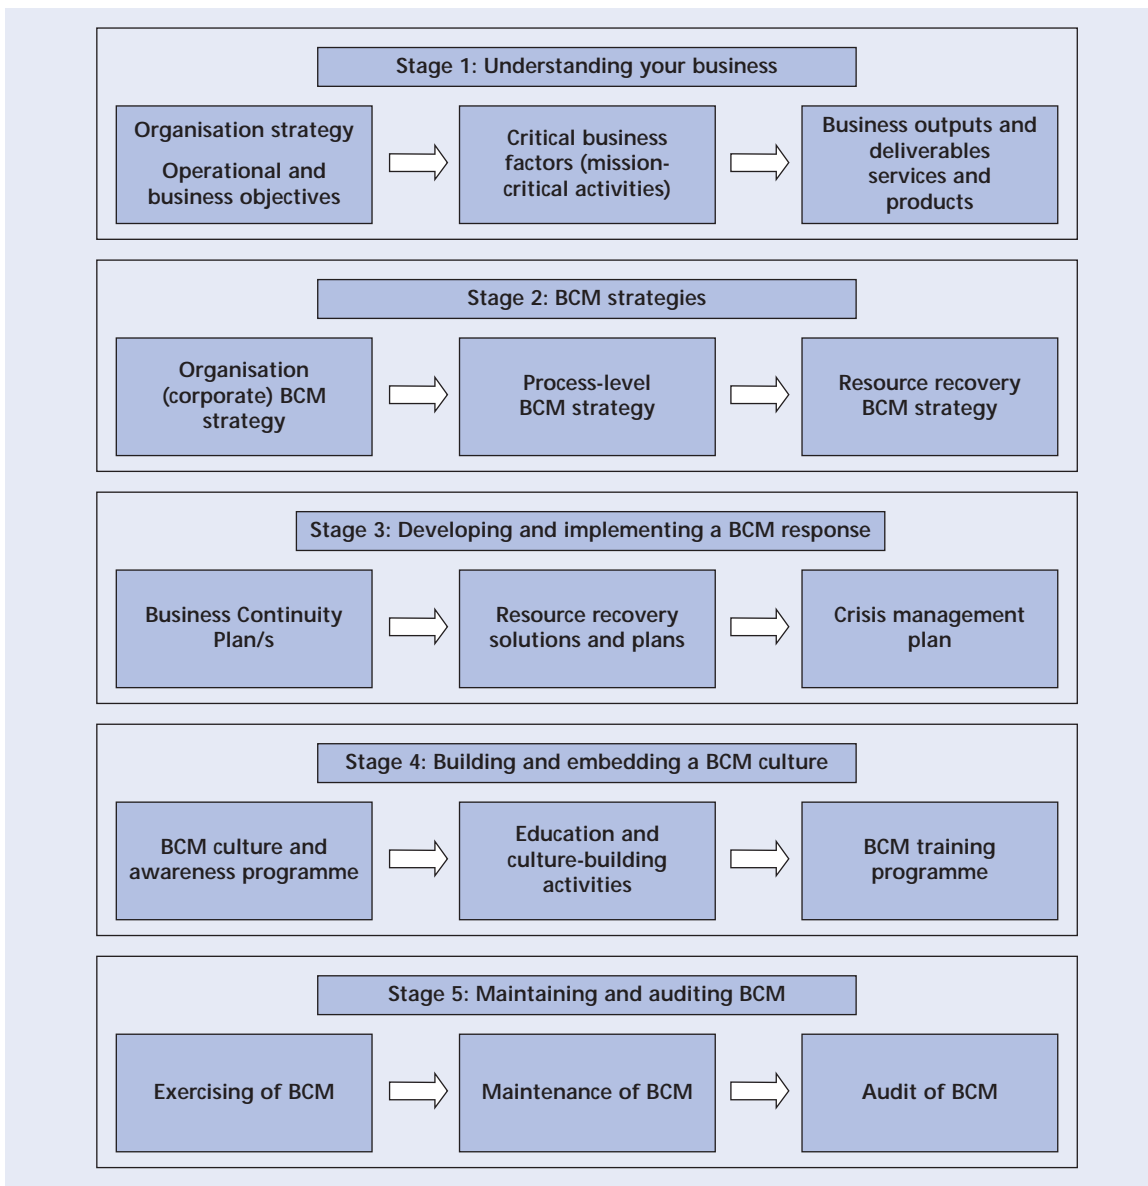 Stage 1: Understanding your business
Organisation strategy
Operational and
business objectives
Critical business
factors (mission-
critical activities)
Business outputs and
deliverables
services and
products
Stage 2: BCM strategies
Organisation
(corporate) BCM
strategy
Process-level
BCM strategy
Resource recovery
BCM strategy
Stage 3: Developing and implementing a BCM response
Business Continuity
Plan/s
Resource recovery
solutions and plans
Crisis management
plan
Stage 4: Building and embedding a BCM culture
BCM culture and
awareness programme
Education and
culture-building
activities
BCM training
programme
Stage 5: Maintaining and auditing BCM
Exercising of BCM
Maintenance of BCM
Audit of BCM